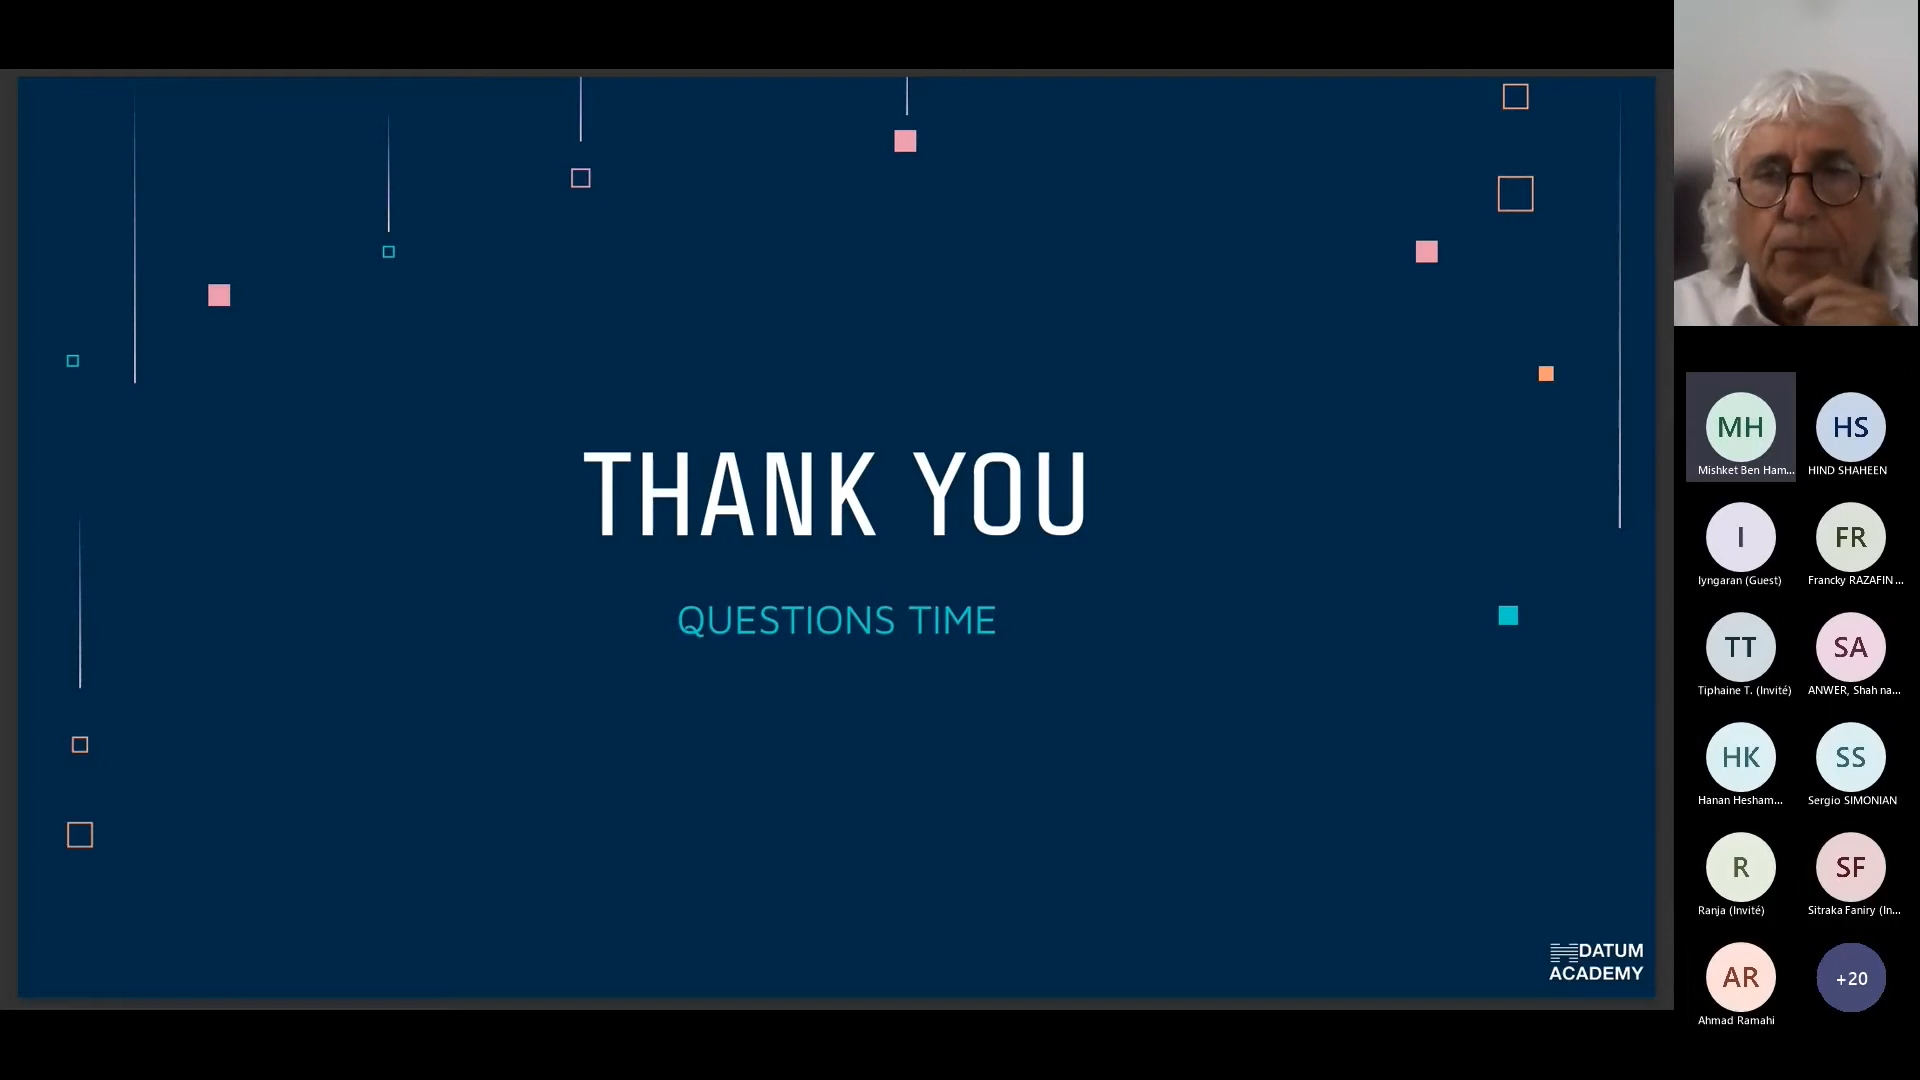 THANK YOU
QUESTIONS TIME
DATUM
ACADEMY
MH
Mishket Ben Ham...
HS
HIND SHAHEEN
I
Iyngaran (Guest)
FR
Francky RAZAFIN...
TT
Tiphaine T. (Invité)
SA
ANWER, Shah na...
HK
Hanan Hesham...
SS
Sergio SIMONIAN
R
Ranja (Invité)
SF
Sitraka Faniry (In...
AR
Ahmad Ramahi
+20